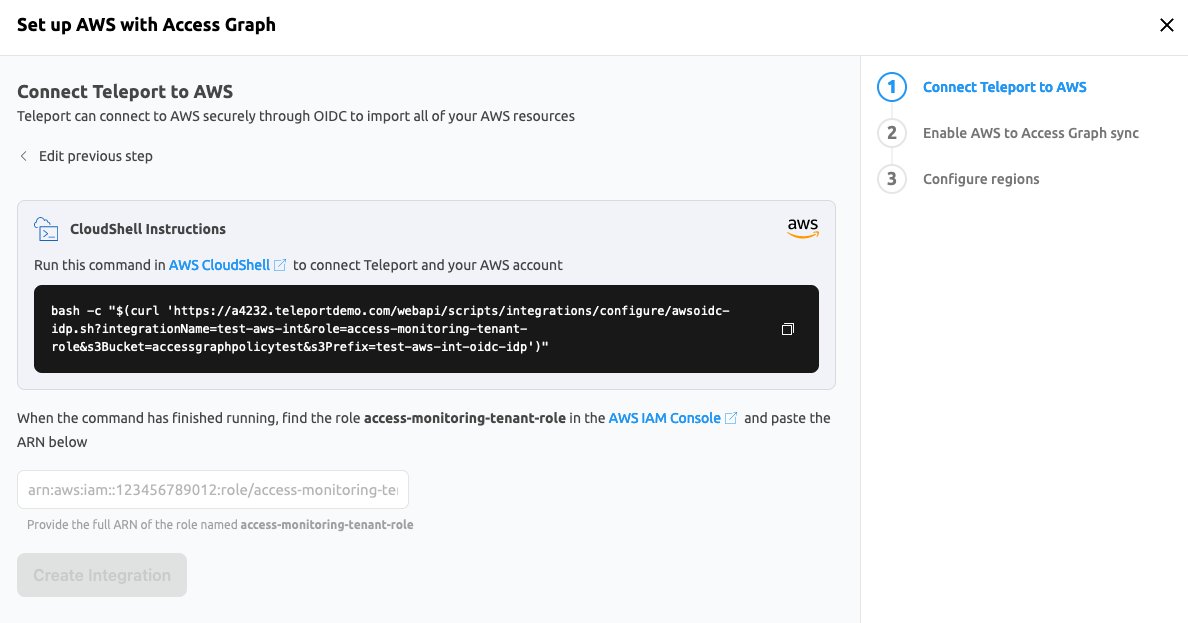 Set up AWS with Access Graph
Connect Teleport to AWS
Teleport can connect to AWS securely through OIDC to import all of your AWS resources
Edit previous step
CloudShell Instructions
aws
Run this command in AWS CloudShell to connect Teleport and your AWS account
bash -c "$(curl 'https://a4232.teleportdemo.com/webapi/scripts/integrations/configure/awsoidc-
idp.sh?integrationName=test-aws-int&role=access-monitoring-tenant-
role&s3Bucket=accessgraphpolicytest&s3Prefix=test-aws-int-oidc-idp')"
When the command has finished running, find the role access-monitoring-tenant-role in the AWS IAM Console and paste the
ARN below
arn:aws:iam::123456789012:role/access-monitoring-te
Provide the full ARN of the role named access-monitoring-tenant-role
Create Integration
1 Connect Teleport to AWS
2 Enable AWS to Access Graph sync
3 Configure regions